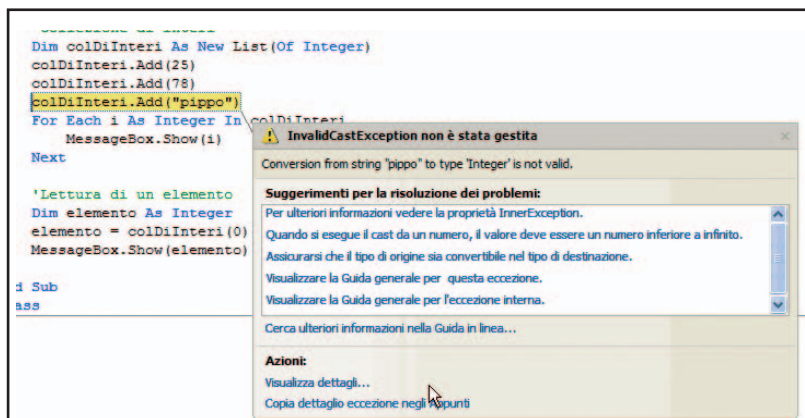 'Collezione di interi
Dim colDiInteri As New List(Of Integer)
colDiInteri.Add(25)
colDiInteri.Add(78)
colDiInteri.Add("pippo")
For Each i As Integer In colDiInteri
MessageBox.Show(i)
Next
'Lettura di un elemento
Dim elemento As Integer
elemento = colDiInteri(0)
MessageBox.Show(elemento)
d Sub
ass
InvalidCastException non è stata gestita
Conversion from string "pippo" to type 'Integer' is not valid.
Suggerimenti per la risoluzione dei problemi:
Per ulteriori informazioni vedere la proprietà InnerException.
Quando si esegue il cast da un numero, il valore deve essere un numero inferiore a infinito.
Assicurarsi che il tipo di origine sia convertibile nel tipo di destinazione.
Visualizzare la Guida generale per questa eccezione.
Visualizzare la Guida generale per l'eccezione interna.
Cerca ulteriori informazioni nella Guida in linea...
Azioni:
Visualizza dettagli...
Copia dettaglio eccezione negli Appunti